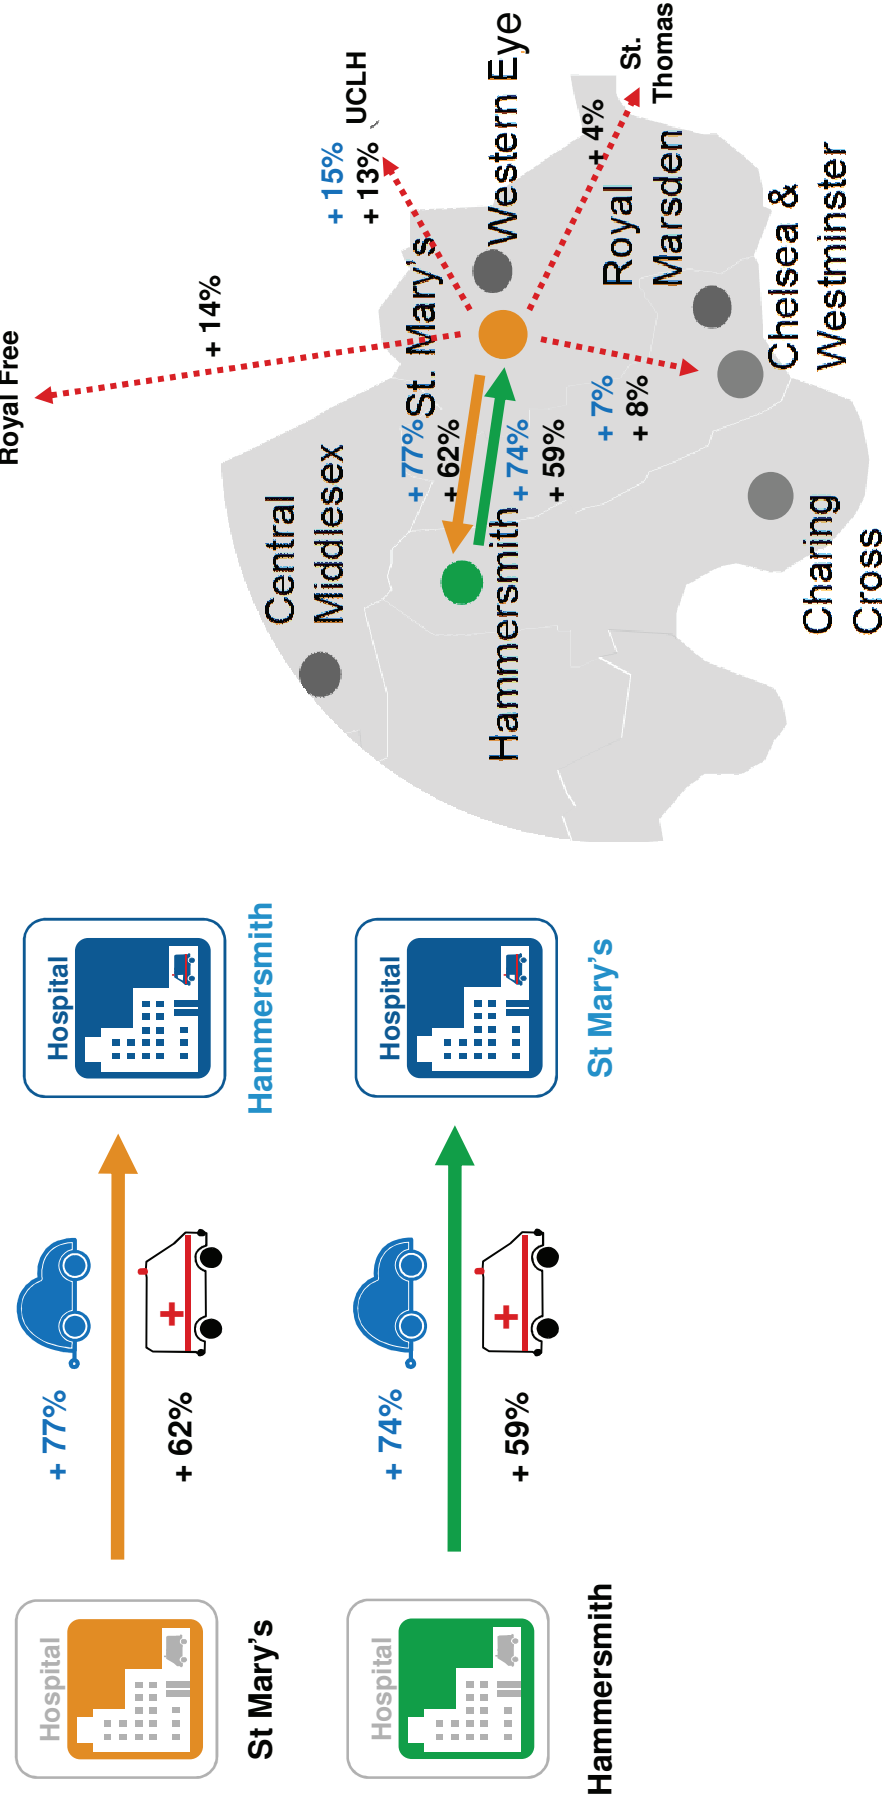 Hospital
St Mary's
+ 77%
+ 62%
Hospital
Hammersmith
Hospital
Hammersmith
+ 74%
+ 59%
Hospital
St Mary's
Royal Free
+ 14%
+ 15%
+ 13%
UCLH
Central
Middlesex
St. Mary's
Western Eye
+ 77%
+ 62%
+ 74%
+ 59%
Hammersmith
+ 4%
St.
Thomas
Royal
Marsden
+ 7%
+ 8%
Chelsea &
Westminster
Charing
Cross